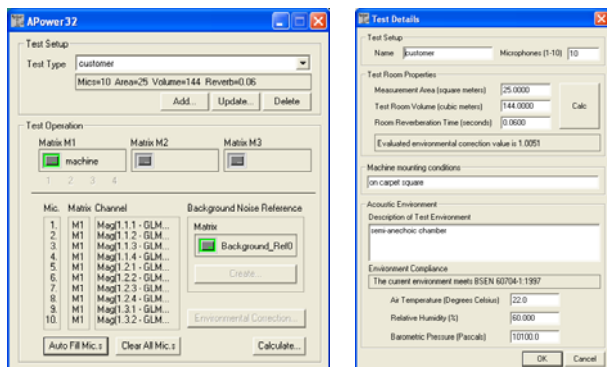 APower32
Test Setup
Test Type customer
Mics=10 Area=25 Volume=144 Reverb=0.06
Add... Update... Delete
Test Operation
Matrix M1 Matrix M2 Matrix M3
machine
1 2 3 4
Mic. Matrix Channel
1. M1 Mag(1.1.1 - GLM...
2. M1 Mag(1.1.2 - GLM...
3. M1 Mag(1.1.3 - GLM...
4. M1 Mag(1.1.4 - GLM...
5. M1 Mag(1.2.1 - GLM...
6. M1 Mag(1.2.2 - GLM...
7. M1 Mag(1.2.3 - GLM...
8. M1 Mag(1.2.4 - GLM...
9. M1 Mag(1.3.1 - GLM...
10. M1 Mag(1.3.2 - GLM...
Background Noise Reference
Matrix
Background_Ref0
Create...
Environmental Correction...
Auto Fill Mic.s Clear All Mic.s Calculate...
Test Details
Test Setup
Name customer Microphones (1-10) 10
Test Room Properties
Measurement Area (square meters) 25.0000
Test Room Volume (cubic meters) 144.0000
Room Reverberation Time (seconds) 0.0600
Calc
Evaluated environmental correction value is 1.0051
Machine mounting conditions
on carpet square
Acoustic Environment
Description of Test Environment
semi-anechoic chamber
Environment Compliance
The current environment meets BSEN 60704-1:1997
Air Temperature (Degrees Celsius) 22.0
Relative Humidity (%) 60.000
Barometric Pressure (Pascals) 10100.0
OK Cancel